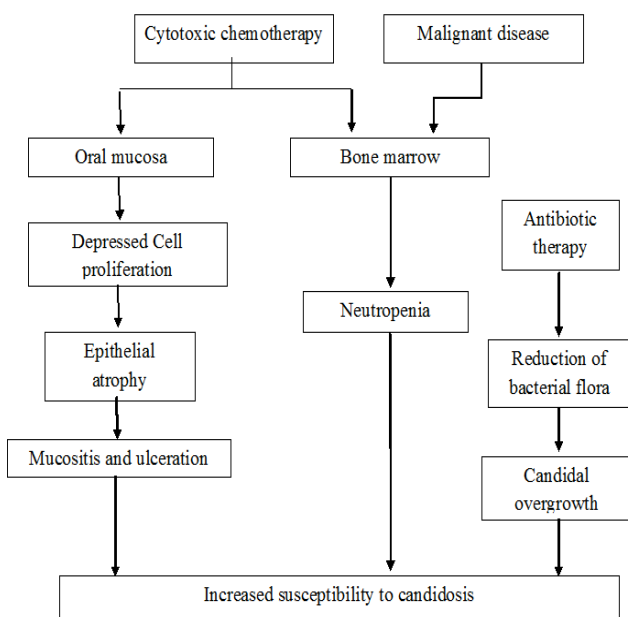 Cytotoxic chemotherapy
Malignant disease
Oral mucosa
Bone marrow
Depressed Cell
proliferation
Antibiotic
therapy
Neutropenia
Epithelial
atrophy
Reduction of
bacterial flora
Mucositis and ulceration
Candidal
overgrowth
Increased susceptibility to candidosis